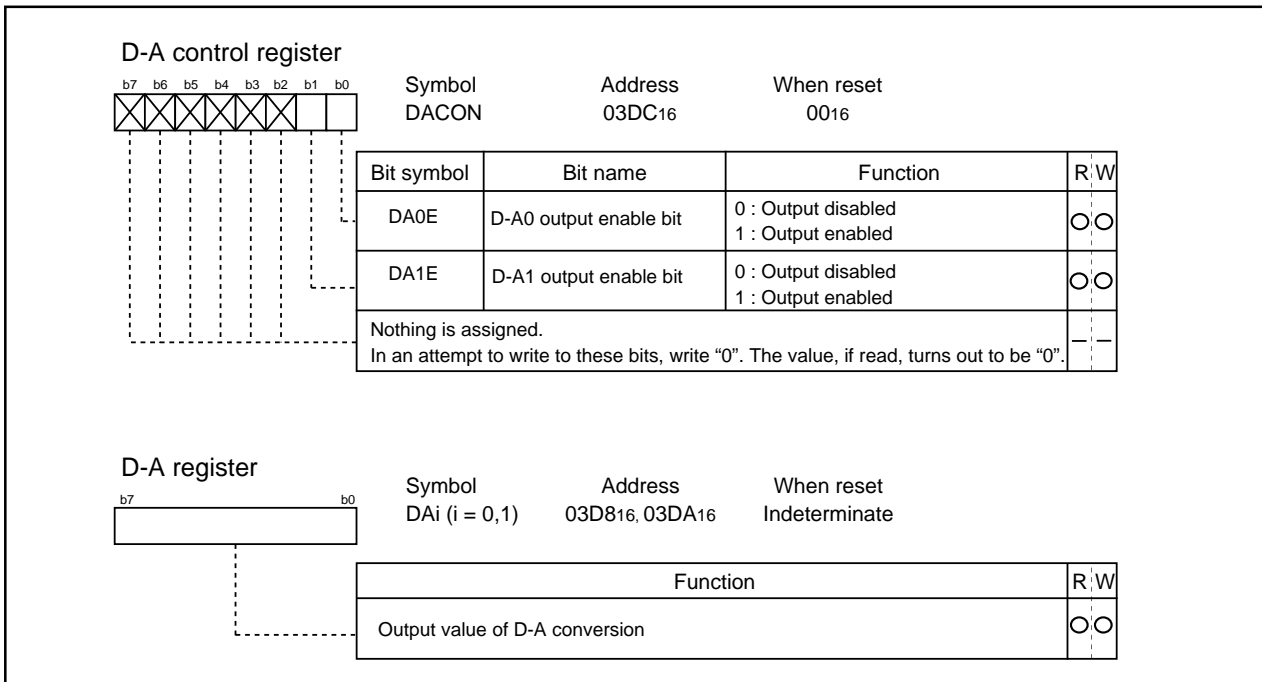 D-A control register
b7 b6 b5 b4 b3 b2 b1 b0
Symbol Address When reset
DACON 03DC16 0016
Bit symbol Bit name Function R W
DA0E D-A0 output enable bit 0 : Output disabled
1 : Output enabled
DA1E D-A1 output enable bit 0 : Output disabled
1 : Output enabled
Nothing is assigned.
In an attempt to write to these bits, write “0”. The value, if read, turns out to be “0”.
D-A register
b7 b0
Symbol Address When reset
DAi (i = 0,1) 03D816, 03DA16 Indeterminate
Function R W
Output value of D-A conversion